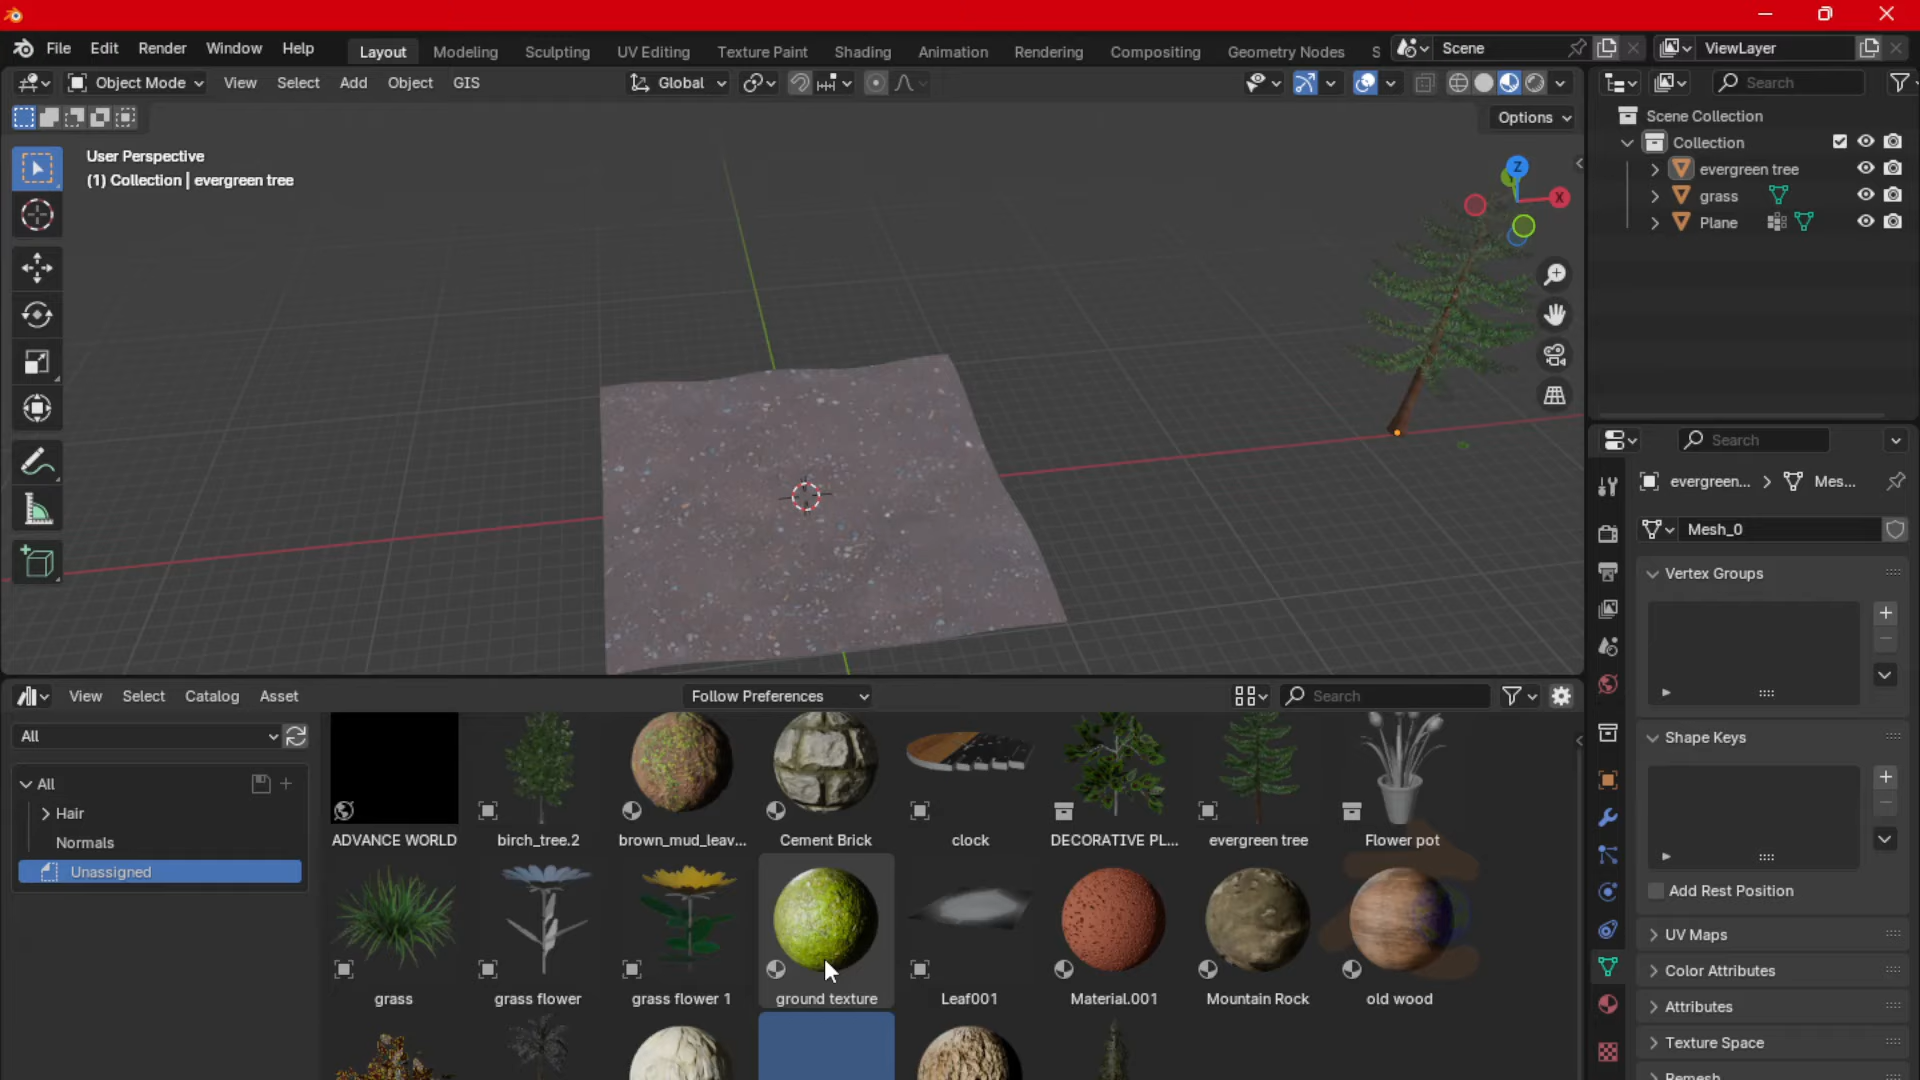 File Edit Render Window Help Layout Modeling Sculpting UV Editing Texture Paint Shading Animation Rendering Compositing Geometry Nodes S Scene ViewLayer
Object Mode View Select Add Object GIS Global Search
Options
User Perspective
(1) Collection | evergreen tree
Z
X
Scene Collection
Collection
evergreen tree
grass
Plane
Search
evergreen... > Mes...
Mesh_0
Vertex Groups
Shape Keys
Add Rest Position
UV Maps
Color Attributes
Attributes
Texture Space
Remesh
View Select Catalog Asset Follow Preferences Search
All
All
Hair
Normals
Unassigned
ADVANCE WORLD birch_tree.2 brown_mud_leav... Cement Brick clock DECORATIVE PL... evergreen tree Flower pot
grass grass flower grass flower 1 ground texture Leaf001 Material.001 Mountain Rock old wood